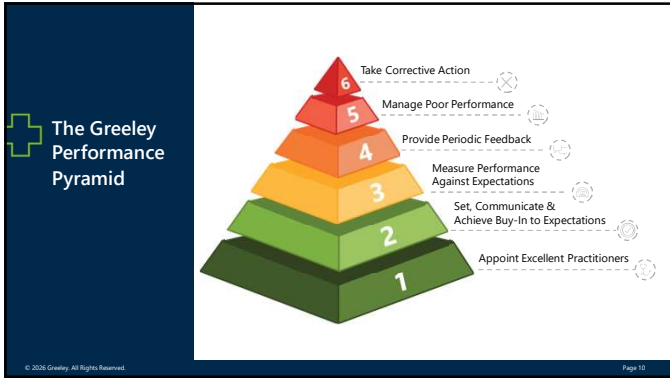 The Greeley
Performance
Pyramid
6
Take Corrective Action
5
Manage Poor Performance
4
Provide Periodic Feedback
3
Measure Performance
Against Expectations
2
Set, Communicate &
Achieve Buy-In to Expectations
1
Appoint Excellent Practitioners
© 2026 Greeley. All Rights Reserved.
Page 10